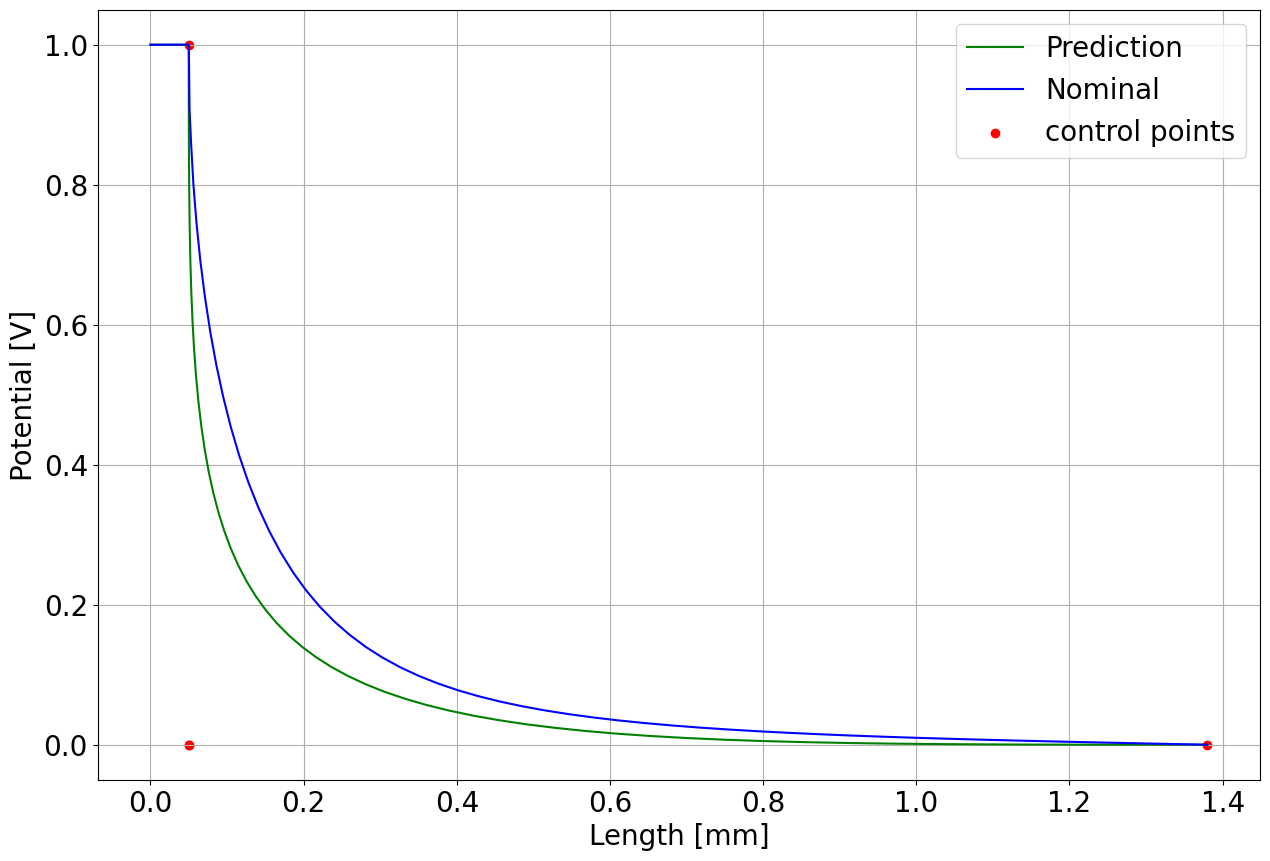 Prediction
Nominal
control points
1.0
0.8
0.6
0.4
0.2
0.0
Potential [V]
0.0 0.2 0.4 0.6 0.8 1.0 1.2 1.4
Length [mm]